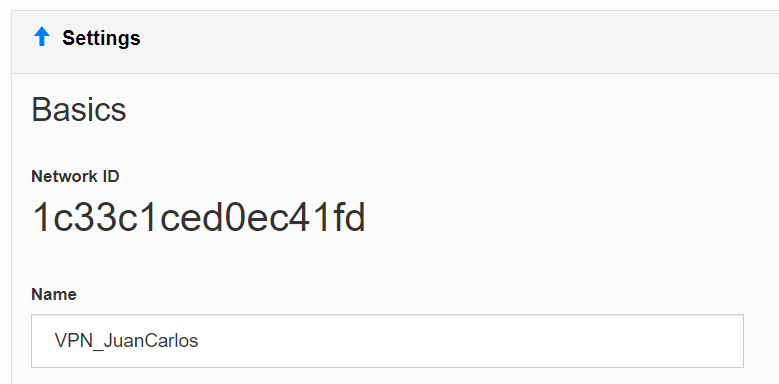 Settings
Basics
Network ID
1c33c1ced0ec41fd
Name
VPN_JuanCarlos